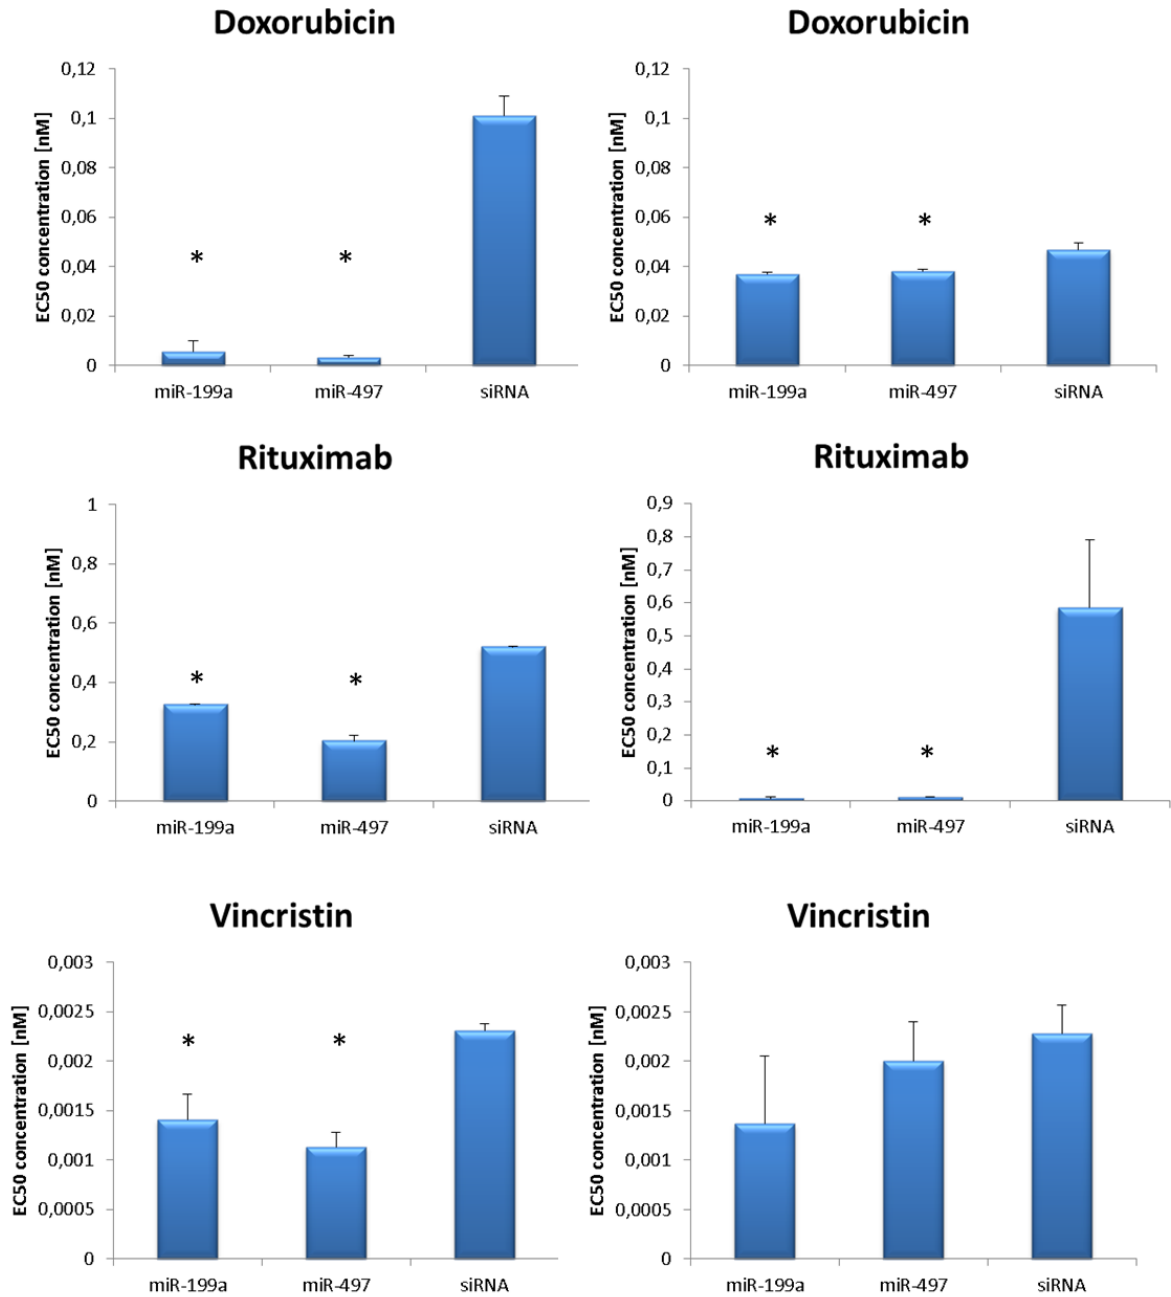 Doxorubicin
EC50 concentration [nM]
0,12
0,1
0,08
0,06
0,04
0,02
0
* *
miR-199a miR-497 siRNA
Doxorubicin
EC50 concentration [nM]
0,12
0,1
0,08
0,06
0,04
0,02
0
* *
miR-199a miR-497 siRNA
Rituximab
EC50 concentration [nM]
1
0,8
0,6
0,4
0,2
0
* *
miR-199a miR-497 siRNA
Rituximab
EC50 concentration [nM]
0,9
0,8
0,7
0,6
0,5
0,4
0,3
0,2
0,1
0
* *
miR-199a miR-497 siRNA
Vincristin
EC50 concentration [nM]
0,003
0,0025
0,002
0,0015
0,001
0,0005
0
* *
miR-199a miR-497 siRNA
Vincristin
EC50 concentration [nM]
0,003
0,0025
0,002
0,0015
0,001
0,0005
0
miR-199a miR-497 siRNA